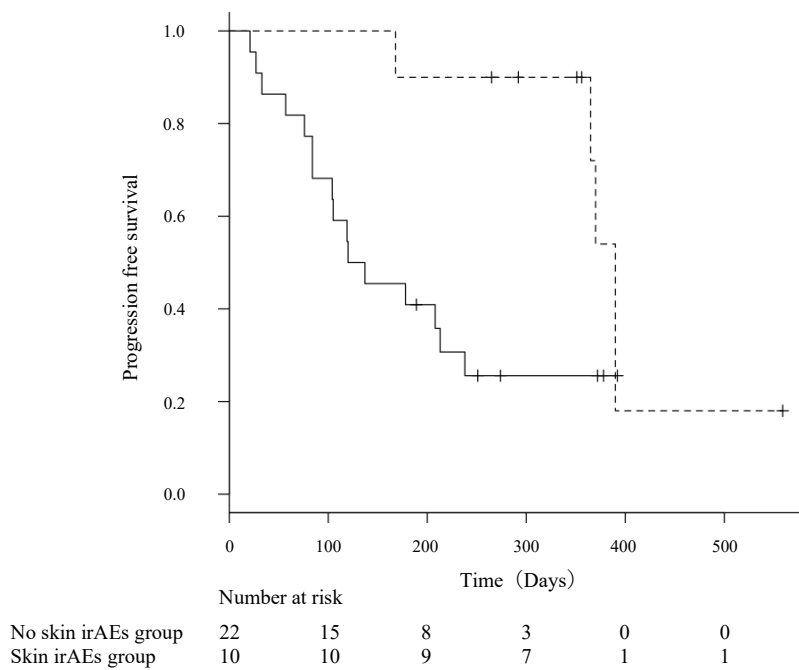 1.0
0.8
0.6
0.4
0.2
0.0
Progression free survival
0 100 200 300 400 500
Time（Days）
Number at risk
No skin irAEs group 22 15 8 3 0 0
Skin irAEs group 10 10 9 7 1 1